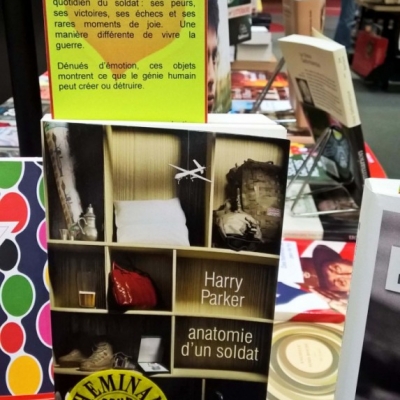 quotidien du soldat : ses peurs,
ses victoires, ses échecs et ses
rares moments de joie. Une
manière différente de vivre la
guerre.
Dénués d'émotion, ces objets
montrent ce que le génie humain
peut créer ou détruire.
Harry
Parker
anatomie
d'un soldat